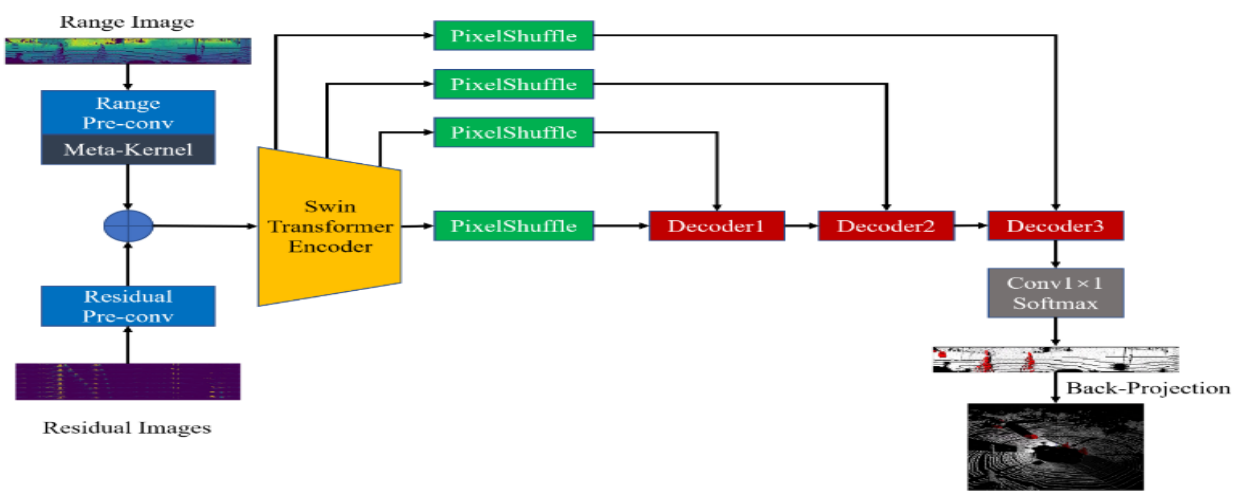 Range Image
Range
Pre-conv
Meta-Kernel
Residual
Pre-conv
Residual Images
Swin
Transformer
Encoder
PixelShuffle
PixelShuffle
PixelShuffle
PixelShuffle
Decoder1
Decoder2
Decoder3
Conv1×1
Softmax
Back-Projection